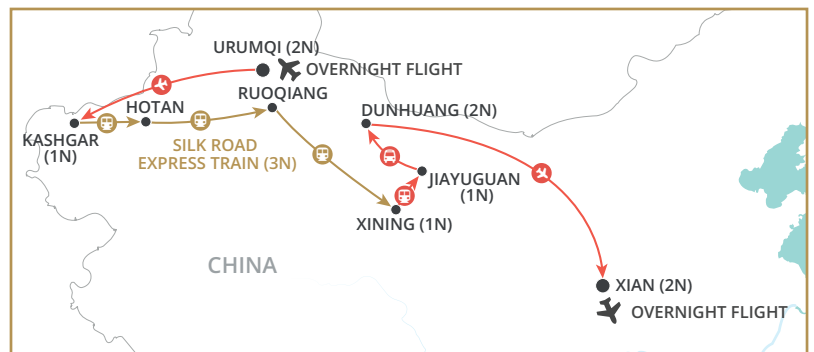 URUMQI (2N)
OVERNIGHT FLIGHT
RUOQIANG
HOTAN
DUNHUANG (2N)
KASHGAR
(1N)
SILK ROAD
EXPRESS TRAIN (3N)
JIAYUGUAN
(1N)
XINING (1N)
CHINA
XIAN (2N)
OVERNIGHT FLIGHT